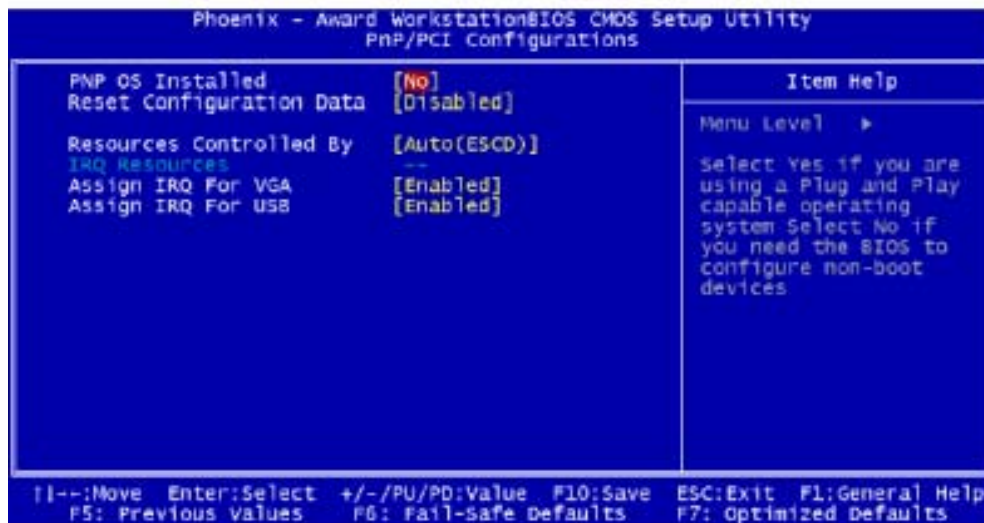 Phoenix - Award WorkstationBIOS CMOS Setup Utility
PnP/PCI Configurations
PNP OS Installed [No]
Reset Configuration Data [Disabled]
Resources Controlled By [Auto(ESCD)]
IRQ Resources --
Assign IRQ For VGA [Enabled]
Assign IRQ For USB [Enabled]
Item Help
Menu Level ▸
Select Yes if you are
using a Plug and Play
capable operating
system Select No if
you need the BIOS to
configure non-boot
devices
↑|--:Move Enter:Select +/-/PU/PD:Value F10:Save ESC:Exit F1:General Help
F5: Previous Values F6: Fail-Safe Defaults F7: Optimized Defaults